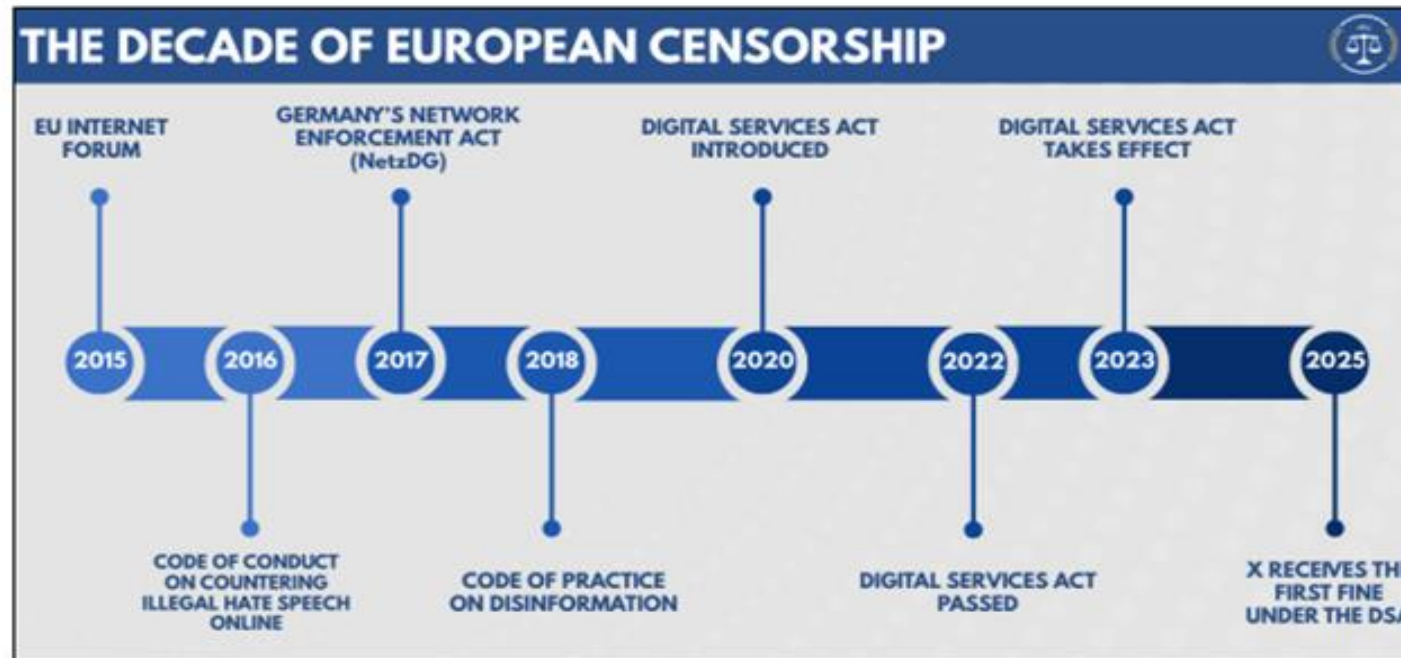 THE DECADE OF EUROPEAN CENSORSHIP
EU INTERNET
FORUM
GERMANY'S NETWORK
ENFORCEMENT ACT
(NetzDG)
DIGITAL SERVICES ACT
INTRODUCED
DIGITAL SERVICES ACT
TAKES EFFECT
2015
2016
2017
2018
2020
2022
2023
2025
CODE OF CONDUCT
ON COUNTERING
ILLEGAL HATE SPEECH
ONLINE
CODE OF PRACTICE
ON DISINFORMATION
DIGITAL SERVICES ACT
PASSED
X RECEIVES TH
FIRST FINE
UNDER THE DSA